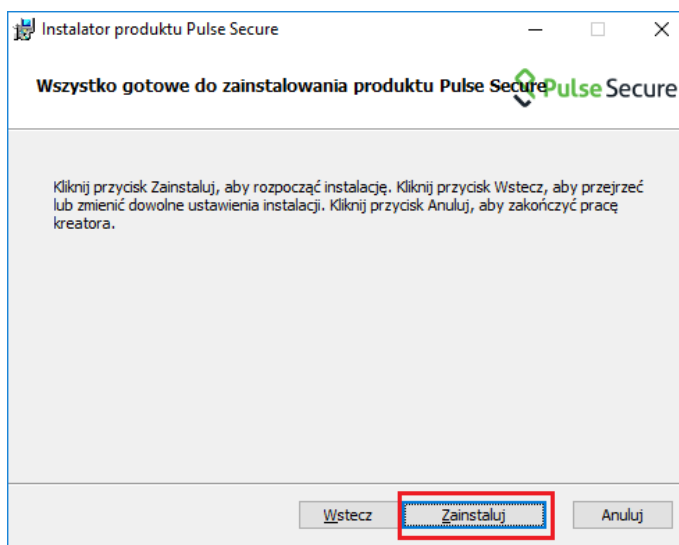 Instalator produktu Pulse Secure
Wszystko gotowe do zainstalowania produktu Pulse Secure
Pulse Secure
Kliknij przycisk Zainstaluj, aby rozpocząć instalację. Kliknij przycisk Wstecz, aby przejrzeć
lub zmienić dowolne ustawienia instalacji. Kliknij przycisk Anuluj, aby zakończyć pracę
kreatora.
Wstecz
Zainstaluj
Anuluj